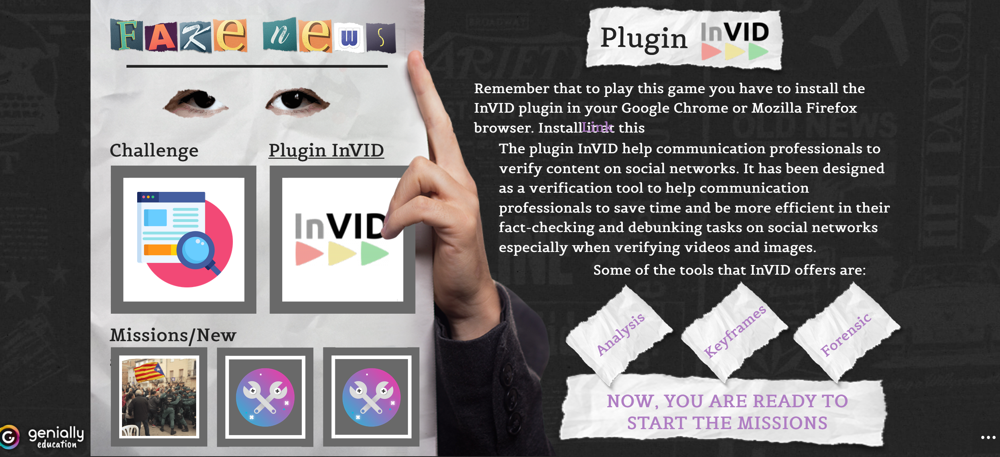 FAKE news
Challenge
Plugin InVID
InVID
Missions/New
genially
education
Plugin InVID
Remember that to play this game you have to install the
InVID plugin in your Google Chrome or Mozilla Firefox
browser. Install it at this
Link
The plugin InVID help communication professionals to
verify content on social networks. It has been designed
as a verification tool to help communication
professionals to save time and be more efficient in their
fact-checking and debunking tasks on social networks
especially when verifying videos and images.
Some of the tools that InVID offers are:
Analysis
Keyframes
Forensic
NOW, YOU ARE READY TO
START THE MISSIONS